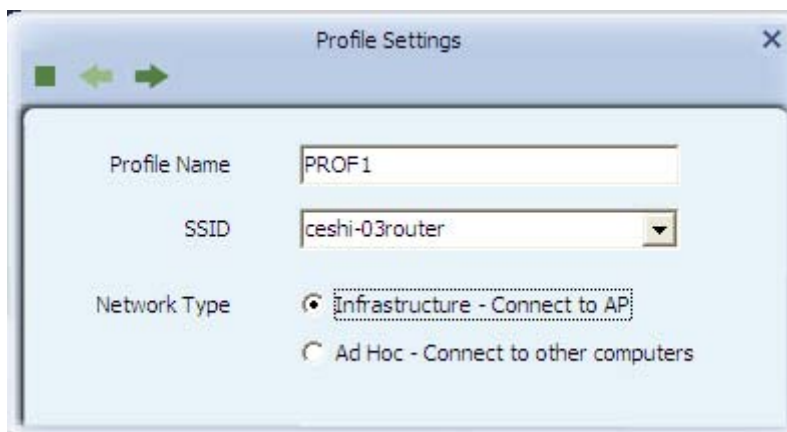 Profile Settings
Profile Name
PROF1
SSID
ceshi-03router
Network Type
Infrastructure - Connect to AP
Ad Hoc - Connect to other computers